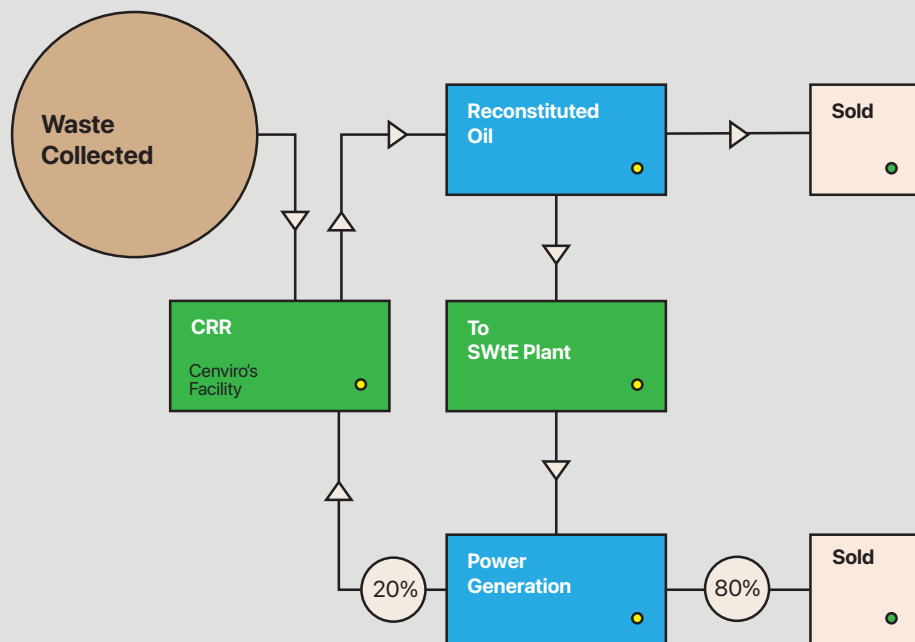 Waste
Collected
Reconstituted
Oil
Sold
CRR
Cenviro's
Facility
To
SWtE Plant
20%
Power
Generation
80%
Sold